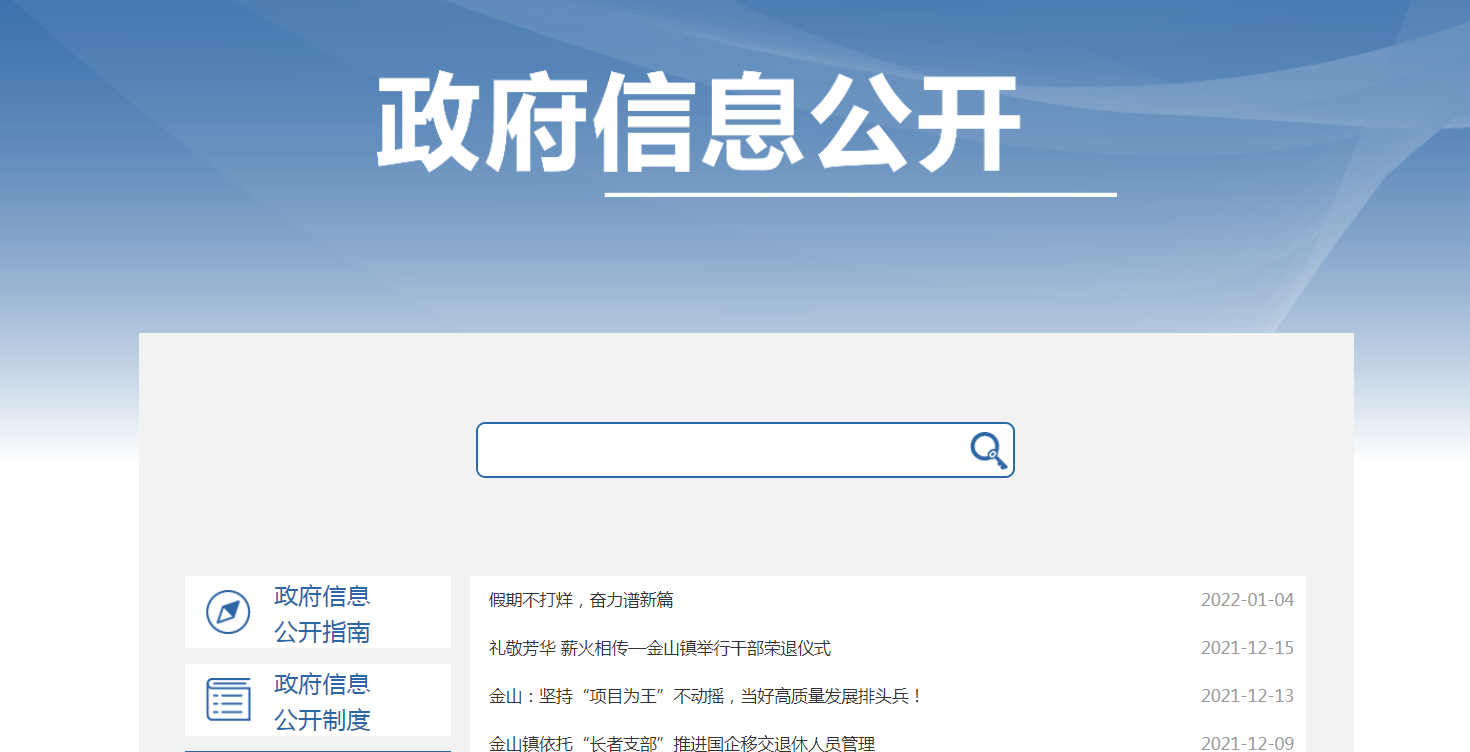 政府信息公开
政府信息
公开指南
政府信息
公开制度
假期不打烊，奋力谱新篇 2022-01-04
礼敬芳华 薪火相传—金山镇举行干部荣退仪式 2021-12-15
金山：坚持“项目为王”不动摇，当好高质量发展排头兵！ 2021-12-13
金山镇依托“长者支部”推进国企移交退休人员管理 2021-12-09